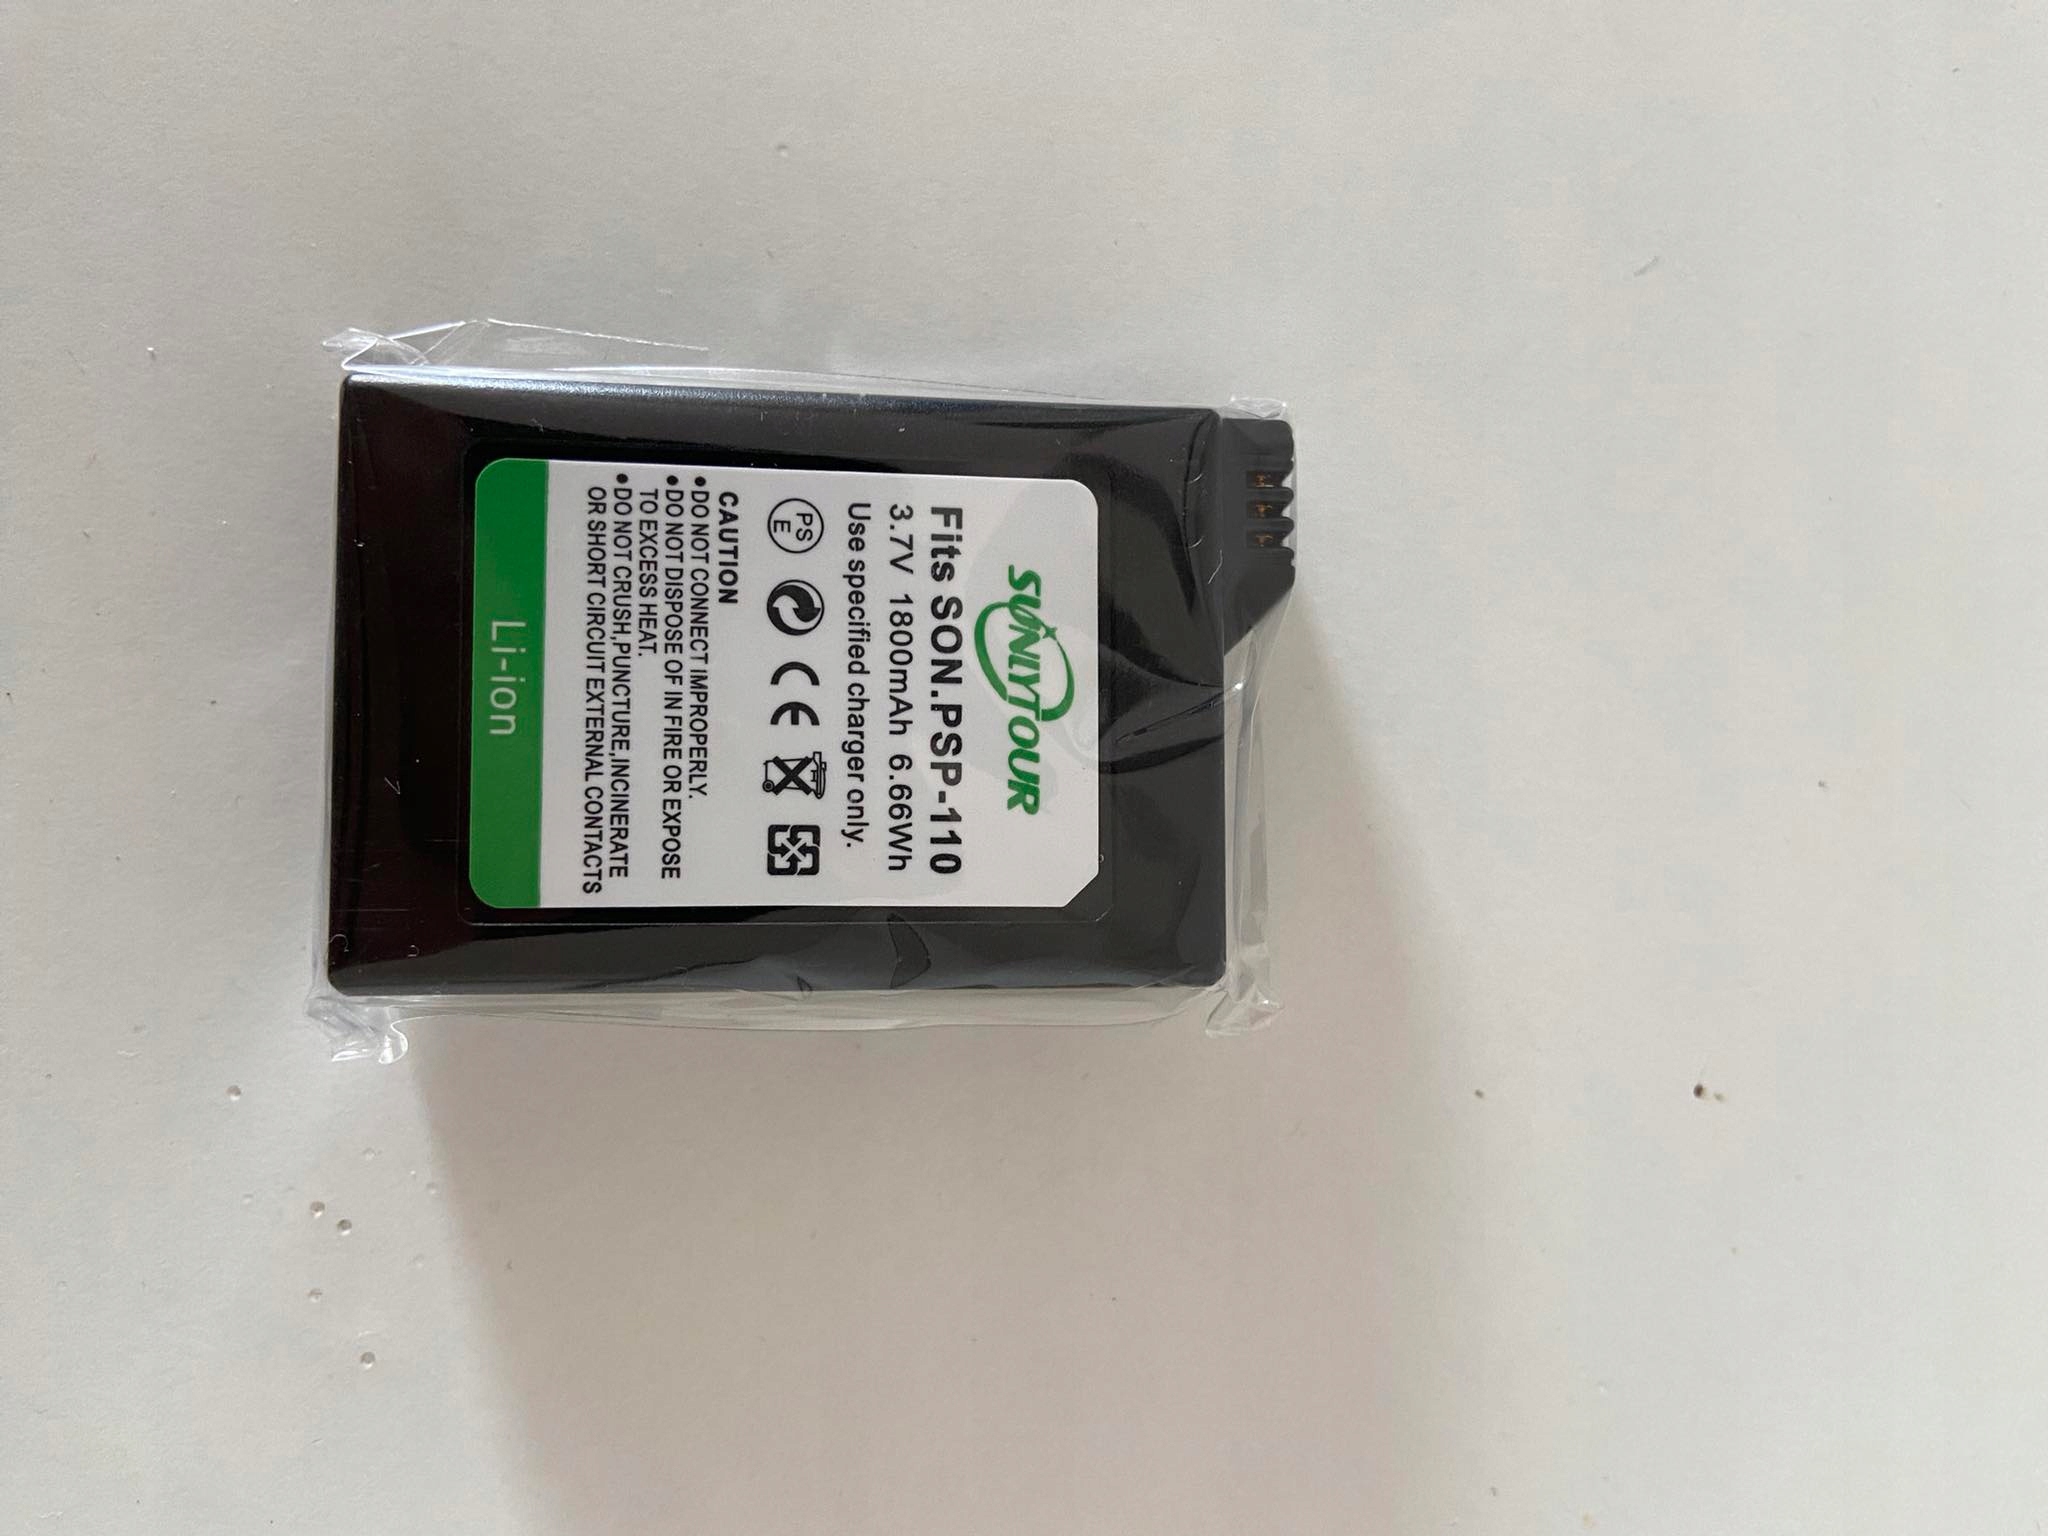 SUNLYTOUR
Fits SON.PSP-110
3.7V 1800mAh 6.66Wh
Use specified charger only.
PS
E
CE
CAUTION
•DO NOT CONNECT IMPROPERLY.
•DO NOT DISPOSE OF IN FIRE OR EXPOSE
TO EXCESS HEAT.
•DO NOT CRUSH,PUNCTURE,INCINERATE
OR SHORT CIRCUIT EXTERNAL CONTACTS
Li-ion